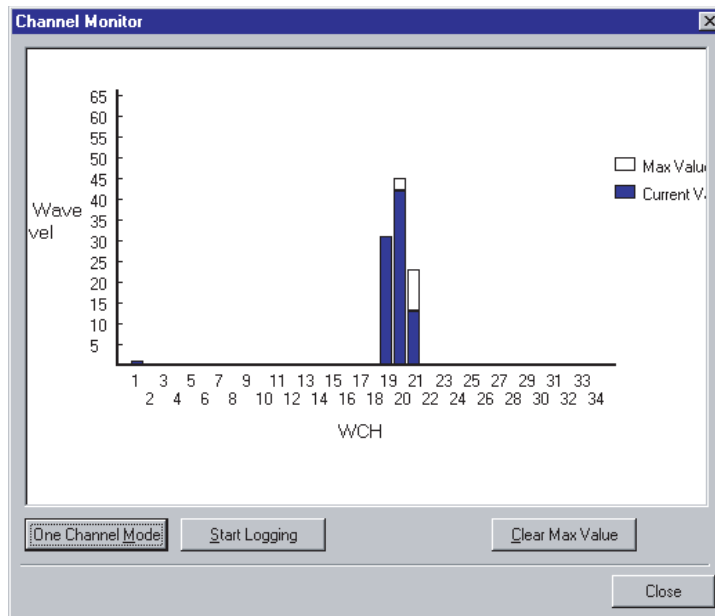 Channel Monitor
65
60
55
50
45
40
35
30
25
20
15
10
5
Wave
vel
Max Valu
Current V
1 3 5 7 9 11 13 15 17 19 21 23 25 27 29 31 33
2 4 6 8 10 12 14 16 18 20 22 24 26 28 30 32 34
WCH
One Channel Mode
Start Logging
Clear Max Value
Close